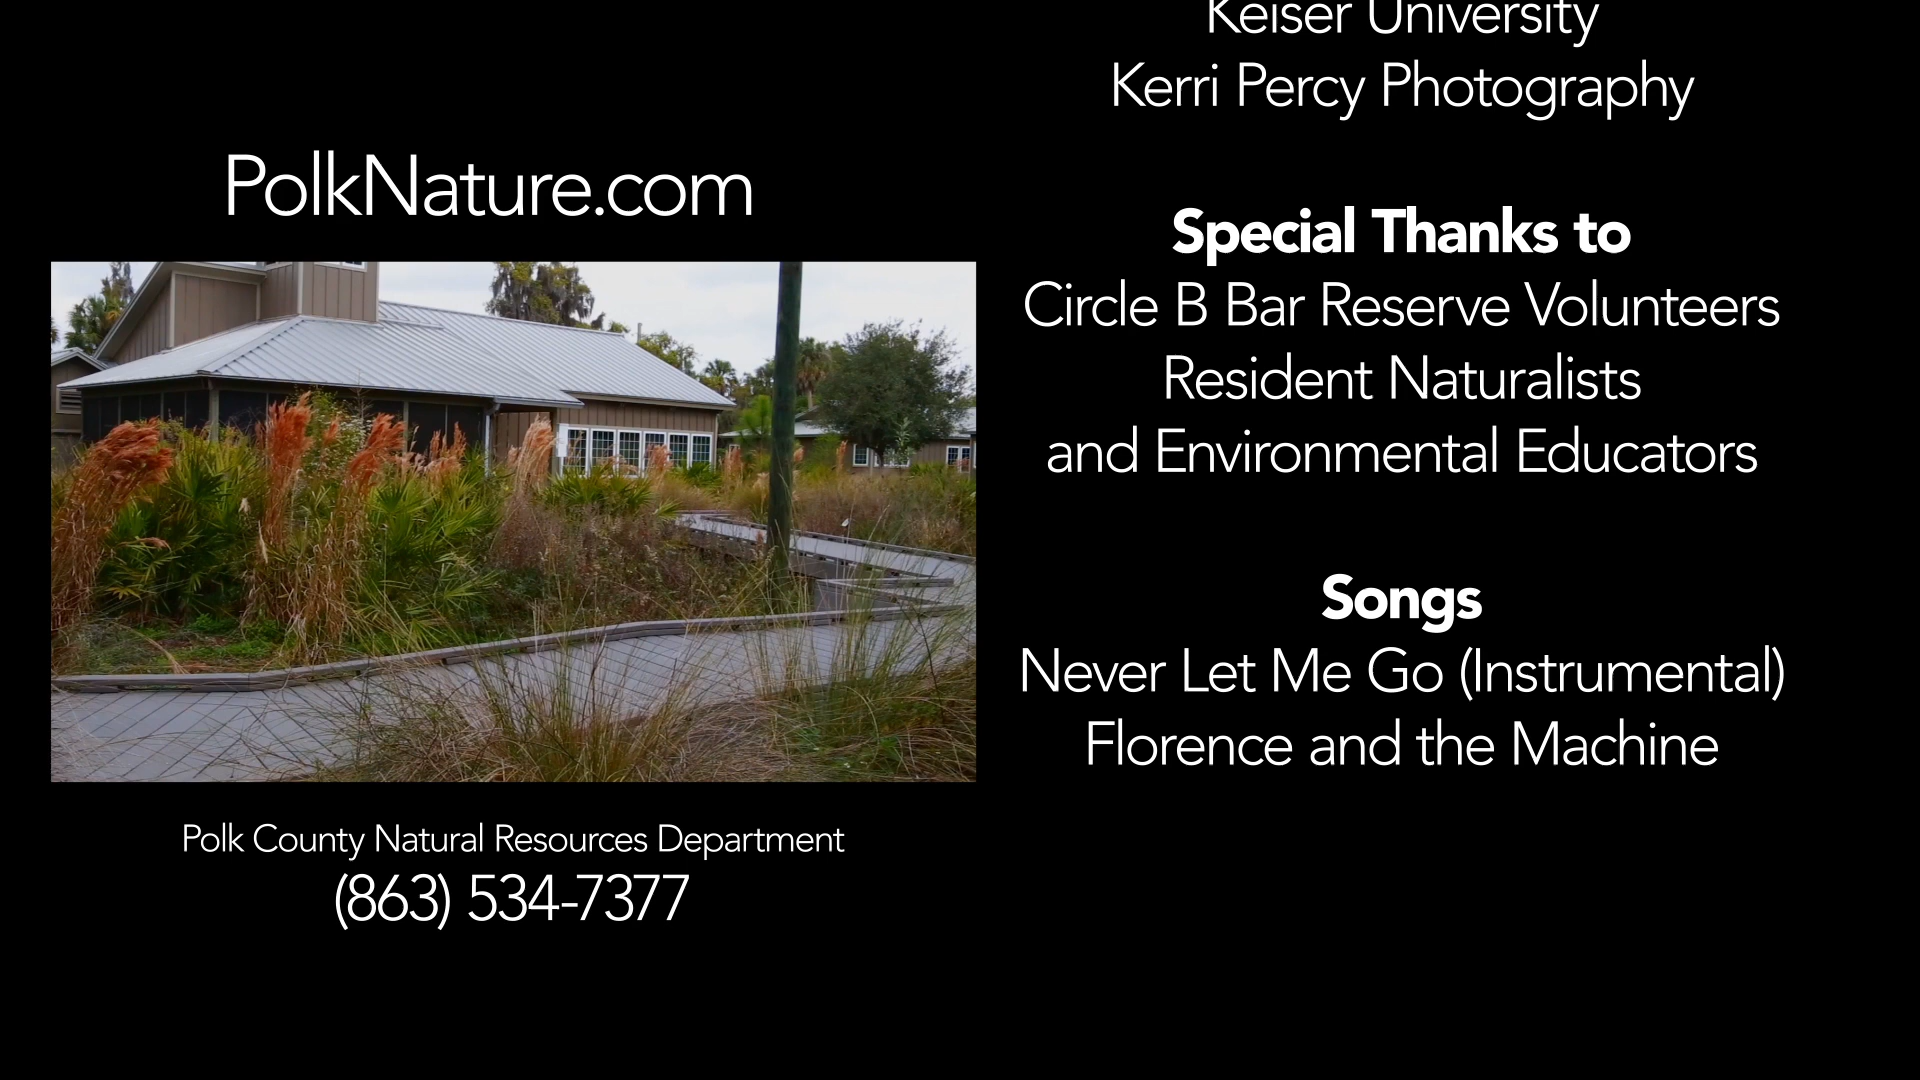 PolkNature.com
Polk County Natural Resources Department
(863) 534-7377
Keiser University
Kerri Percy Photography
Special Thanks to
Circle B Bar Reserve Volunteers
Resident Naturalists
and Environmental Educators
Songs
Never Let Me Go (Instrumental)
Florence and the Machine